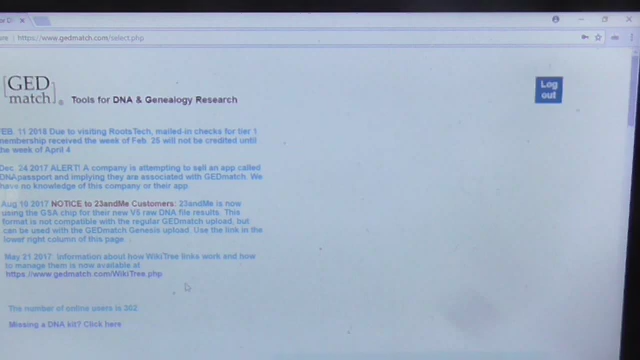 https://www.gedmatch.com/select.php
GED
match
Tools for DNA & Genealogy Research
Log
out
FEB. 11 2018 Due to visiting RootsTech, mailed-in checks for tier 1
membership received the week of Feb. 25 will not be credited until
the week of April 4
Dec. 24 2017 ALERT! A company is attempting to sell an app called
DNA passport and implying they are associated with GEDmatch. We
have no knowledge of this company or their app
Aug 10 2017 NOTICE to 23andMe Customers: 23andMe is now
using the GSA chip for their new V5 raw DNA file results. This
format is not compatible with the regular GEDmatch upload, but
can be used with the GEDmatch Genesis upload. Use the link in the
lower right column of this page.
May 21 2017 Information about how WikiTree links work and how
to manage them is now available at
https://www.gedmatch.com/WikiTree.php
The number of online users is 302
Missing a DNA kit? Click here